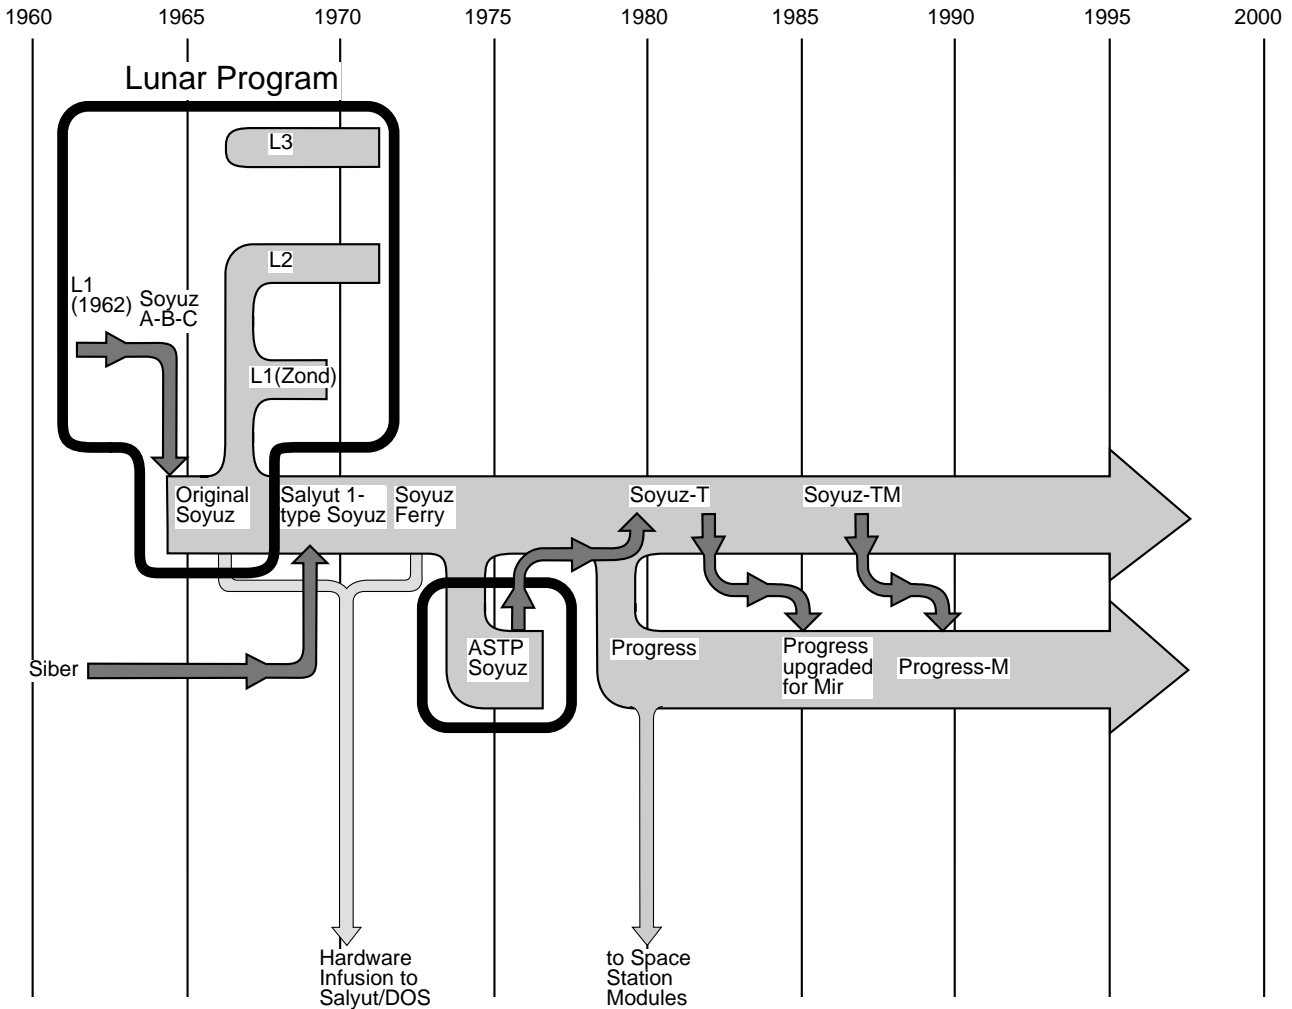 1960 1965 1970 1975 1980 1985 1990 1995 2000
Lunar Program
L3
L2
L1
(1962)
Soyuz
A-B-C
L1(Zond)
Original
Soyuz
Salyut 1-
type Soyuz
Soyuz
Ferry
Soyuz-T
Soyuz-TM
Siber
ASTP
Soyuz
Progress
Progress
upgraded
for Mir
Progress-M
Hardware
Infusion to
Salyut/DOS
to Space
Station
Modules